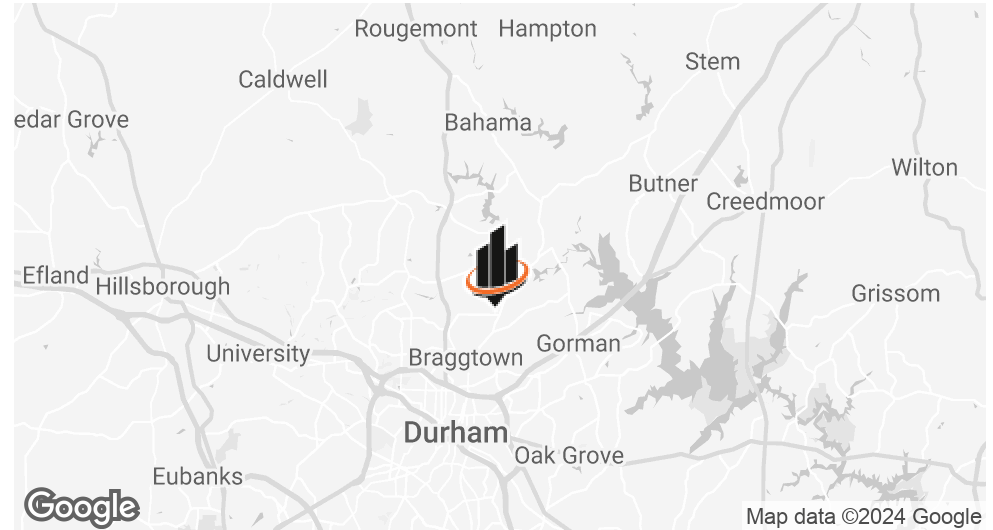 Rougemont
Hampton
Stem
Caldwell
edar Grove
Bahama
Wilton
Butner
Creedmoor
Efland
Hillsborough
Grissom
Gorman
University
Braggtown
Durham
Oak Grove
Eubanks
Google
Map data ©2024 Google